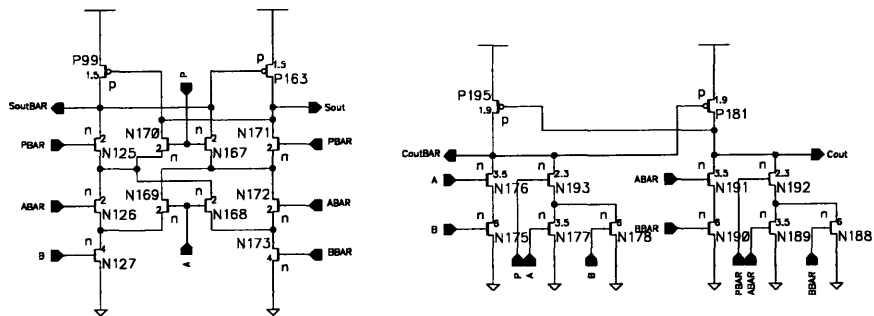 P99
1.5
p
1.5
P163
p
P
SoutBAR
Sout
n
N170
N171
PBAR
2
2
2
2
PBAR
N125
n
N167
n
n
N169
N172
ABAR
2
2
2
2
ABAR
N126
n
N168
n
n
N173
B
4
4
BBAR
N127
A
n
P195
1.9
p
p
1.9
P181
CoutBAR
Cout
n
n
n
n
A
3.5
2.3
ABAR
3.5
2.3
N176
N193
N191
N192
n
n
n
n
n
n
B
6
3.5
6
BBAR
6
3.5
6
N175
N177
N178
N190
N189
N188
P
A
B
PBAR
ABAR
BBAR